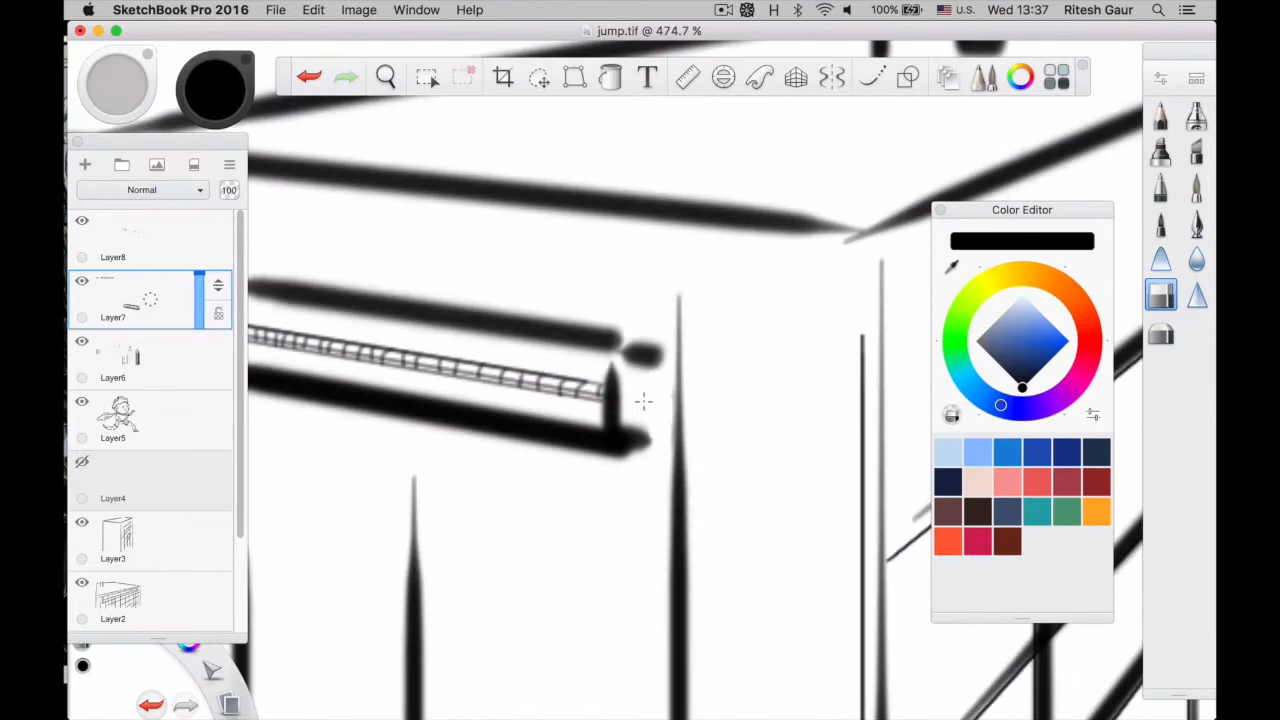 SketchBook Pro 2016 File Edit Image Window Help H 100% U.S. Wed 13:37 Ritesh Gaur
jump.tif @ 474.7 %
T
Normal 100
Color Editor
Layer8
Layer7
Layer6
Layer5
Layer4
Layer3
Layer2